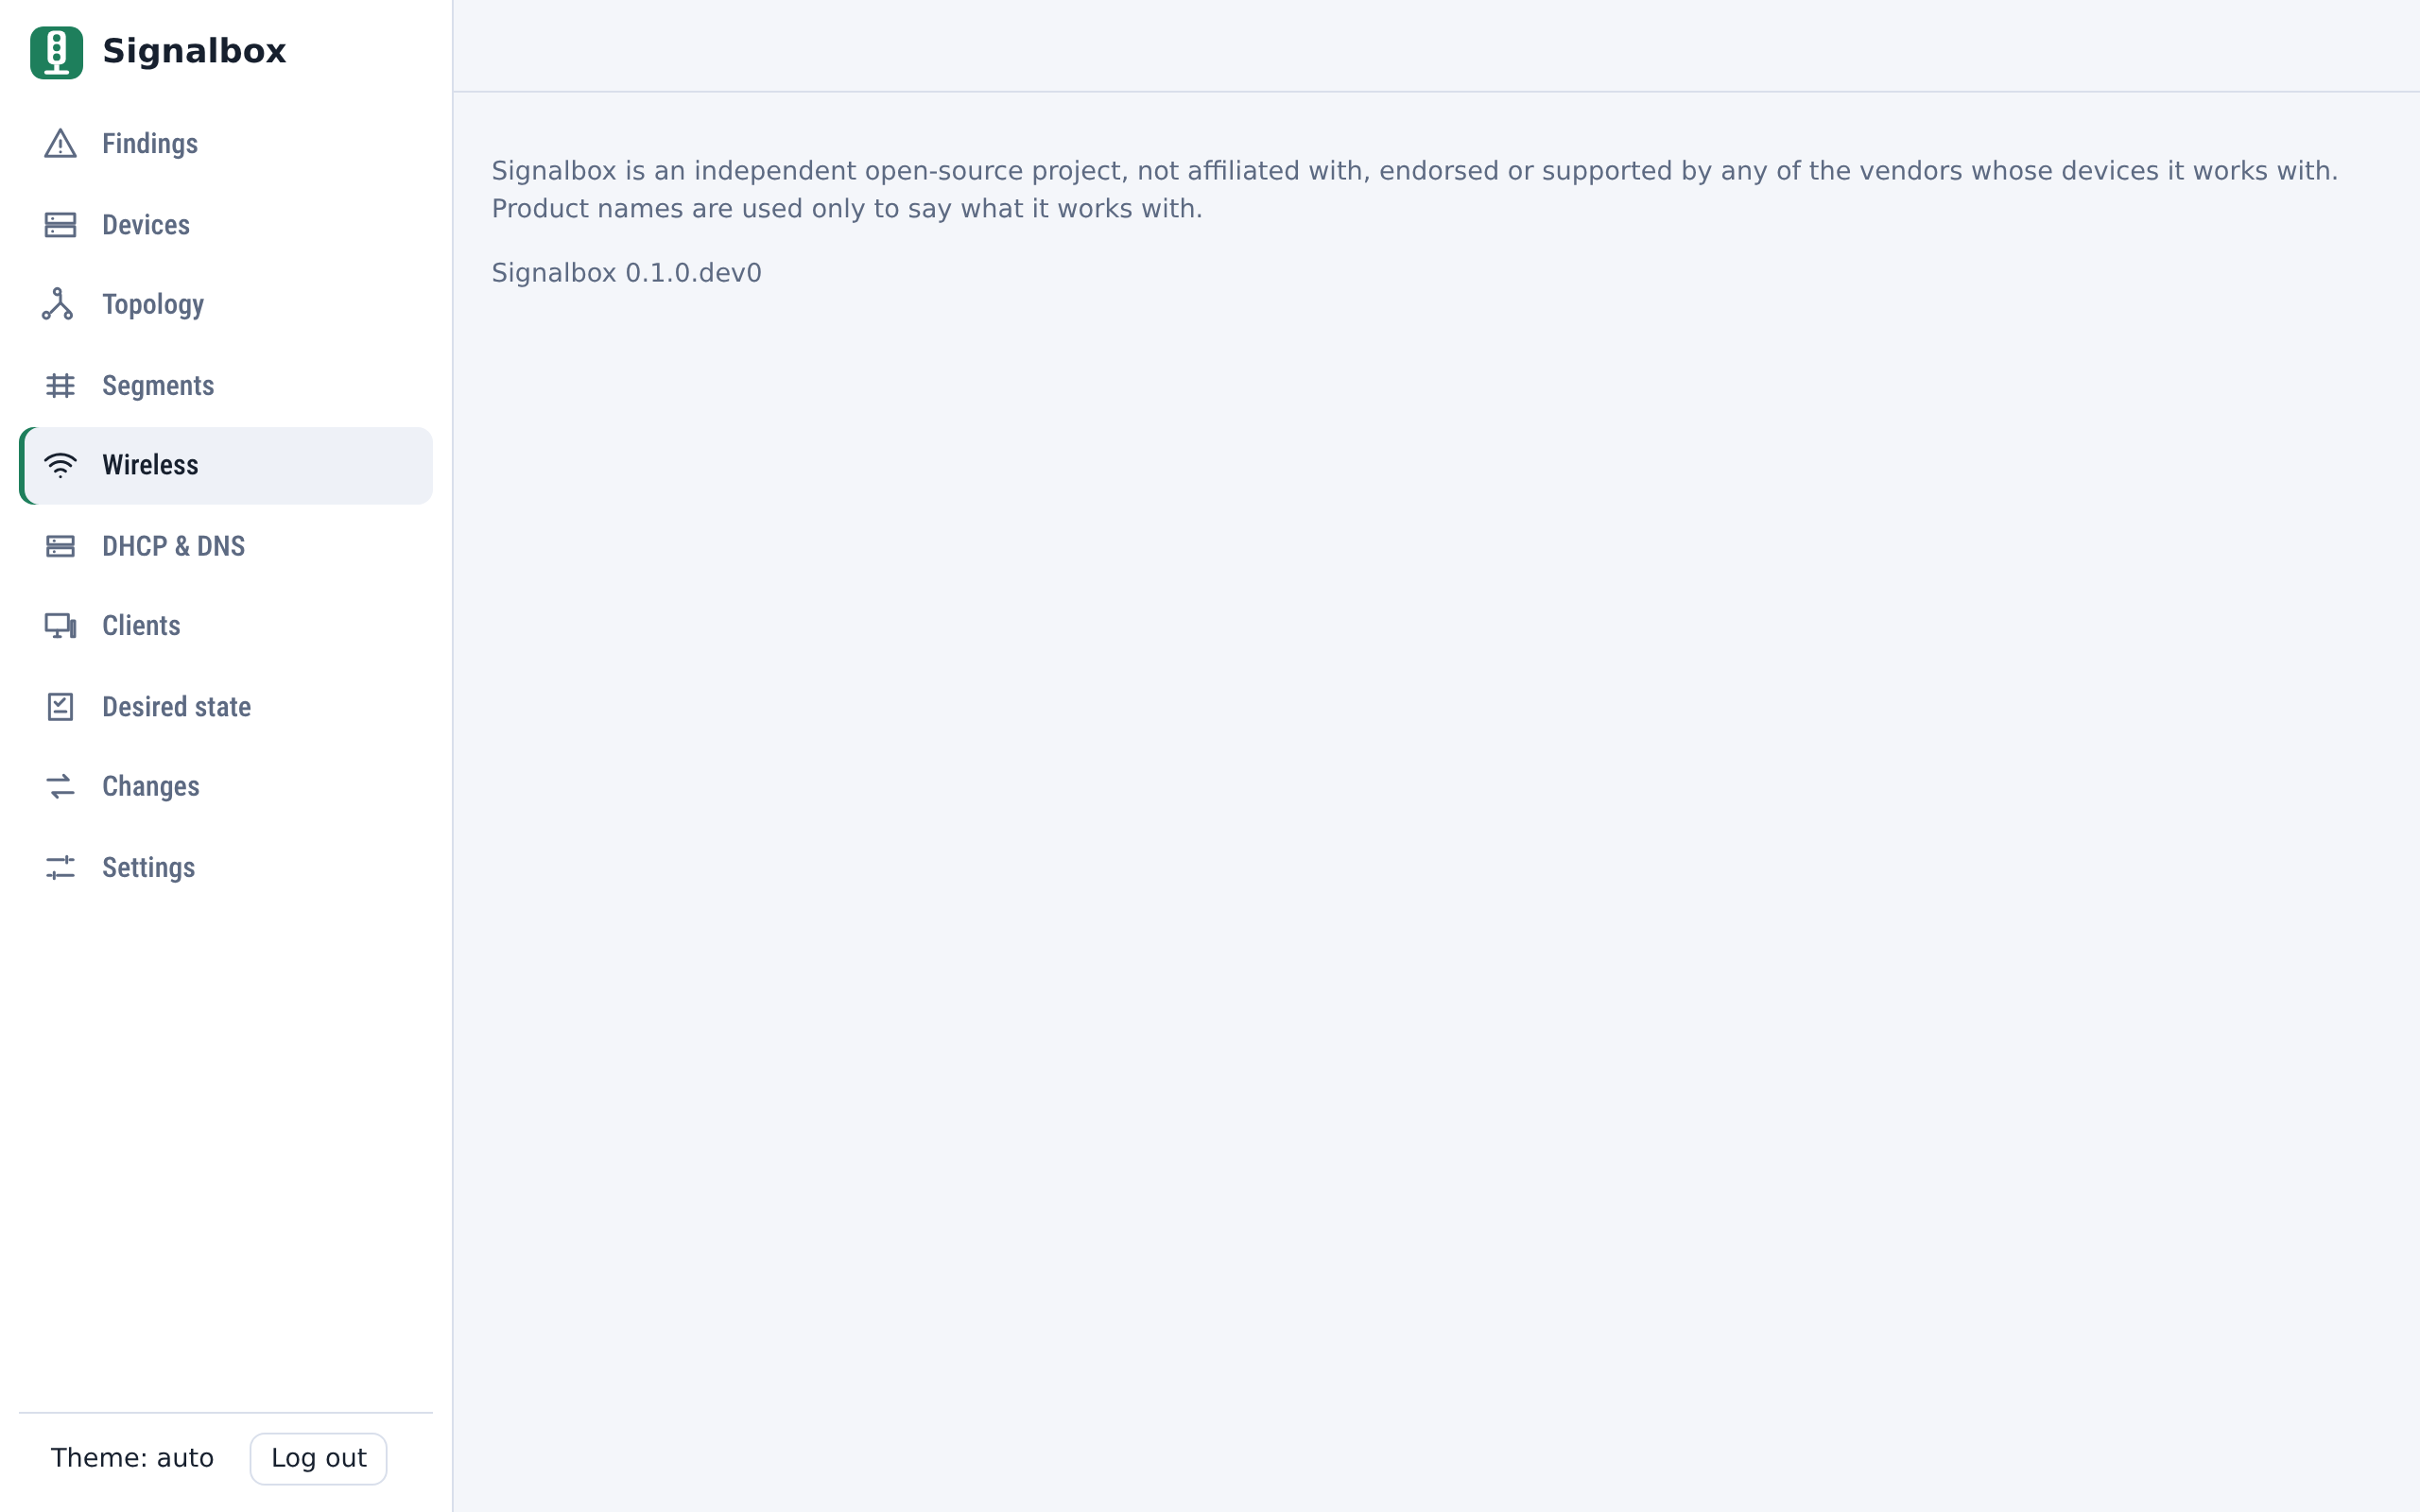 Signalbox
Findings
Devices
Topology
Segments
Wireless
DHCP & DNS
Clients
Desired state
Changes
Settings
Theme: auto
Log out
Signalbox is an independent open-source project, not affiliated with, endorsed or supported by any of the vendors whose devices it works with.
Product names are used only to say what it works with.
Signalbox 0.1.0.dev0